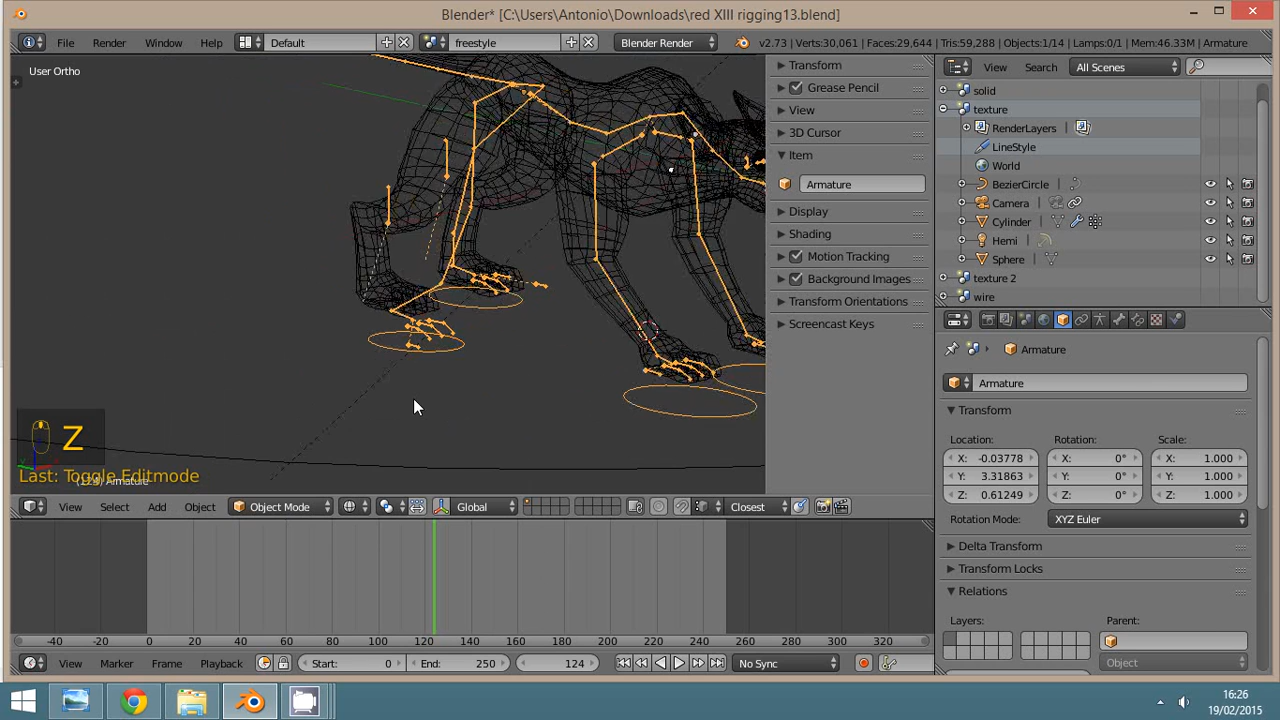 Blender* [C:\Users\Antonio\Downloads\red XIII rigging13.blend]
File Render Window Help Default freestyle Blender Render v2.73 | Verts:30,061 | Faces:29,644 | Tris:59,288 | Objects:1/14 | Lamps:0/1 | Mem:46.33M | Armature
User Ortho
Z
Last: Toggle Editmode
(124) Armature
Transform
Grease Pencil
View
3D Cursor
Item
Armature
Display
Shading
Motion Tracking
Background Images
Transform Orientations
Screencast Keys
View Select Add Object Object Mode Global Closest
-40 -20 0 20 40 60 80 100 120 140 160 180 200 220 240 260 280 300 320
View Marker Frame Playback Start: 0 End: 250 124 No Sync
View Search All Scenes
solid
texture
RenderLayers
LineStyle
World
BezierCircle
Camera
Cylinder
Hemi
Sphere
texture 2
wire
Armature
Armature
Transform
Location: Rotation: Scale:
X: -0.03778 X: 0° X: 1.000
Y: 3.31863 Y: 0° Y: 1.000
Z: 0.61249 Z: 0° Z: 1.000
Rotation Mode: XYZ Euler
Delta Transform
Transform Locks
Relations
Layers: Parent:
Object
16:26
19/02/2015